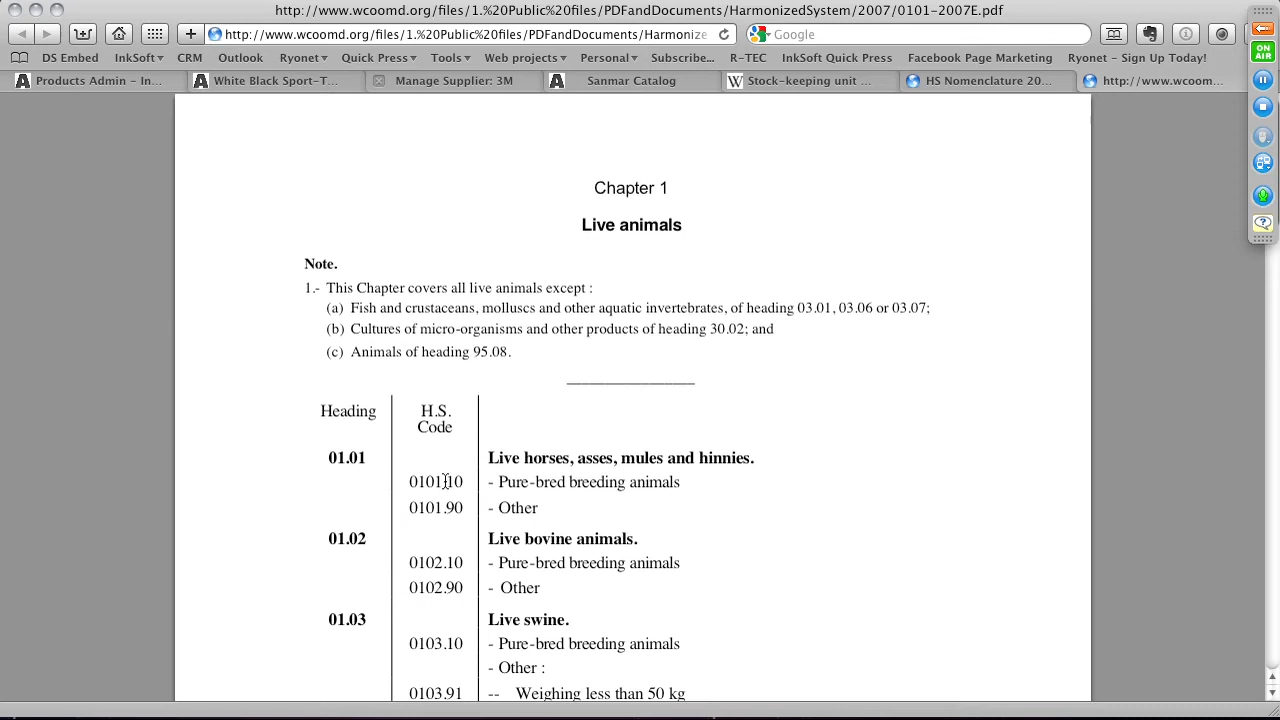 http://www.wcoomd.org/files/1.%20Public%20files/PDFandDocuments/HarmonizedSystem/2007/0101-2007E.pdf
http://www.wcoomd.org/files/1.%20Public%20files/PDFandDocuments/Harmonize
Google
DS Embed InkSoft CRM Outlook Ryonet Quick Press Tools Web projects Personal Subscribe... R-TEC InkSoft Quick Press Facebook Page Marketing Ryonet - Sign Up Today!
Products Admin - In... White Black Sport-T... Manage Supplier: 3M Sanmar Catalog Stock-keeping unit ... HS Nomenclature 20... http://www.wcoom...
ON
AIR
Chapter 1
Live animals
Note.
1.- This Chapter covers all live animals except :
(a) Fish and crustaceans, molluscs and other aquatic invertebrates, of heading 03.01, 03.06 or 03.07;
(b) Cultures of micro-organisms and other products of heading 30.02; and
(c) Animals of heading 95.08.
Heading H.S.
Code
01.01 Live horses, asses, mules and hinnies.
0101.10 - Pure-bred breeding animals
0101.90 - Other
01.02 Live bovine animals.
0102.10 - Pure-bred breeding animals
0102.90 - Other
01.03 Live swine.
0103.10 - Pure-bred breeding animals
- Other :
0103.91 -- Weighing less than 50 kg